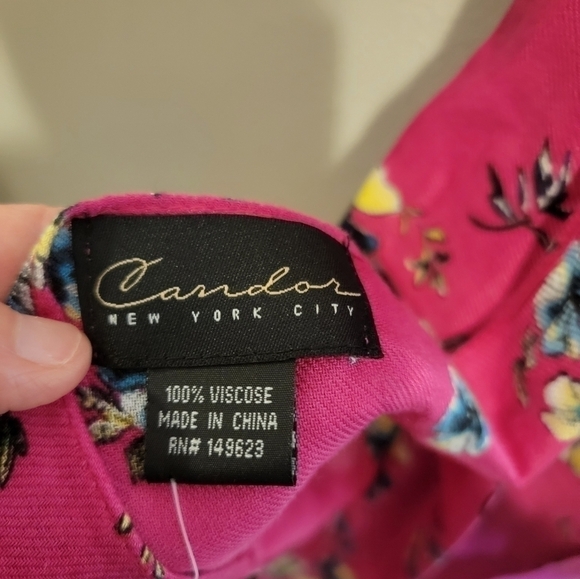 Candor
NEW YORK CITY
100% VISCOSE
MADE IN CHINA
RN# 149623